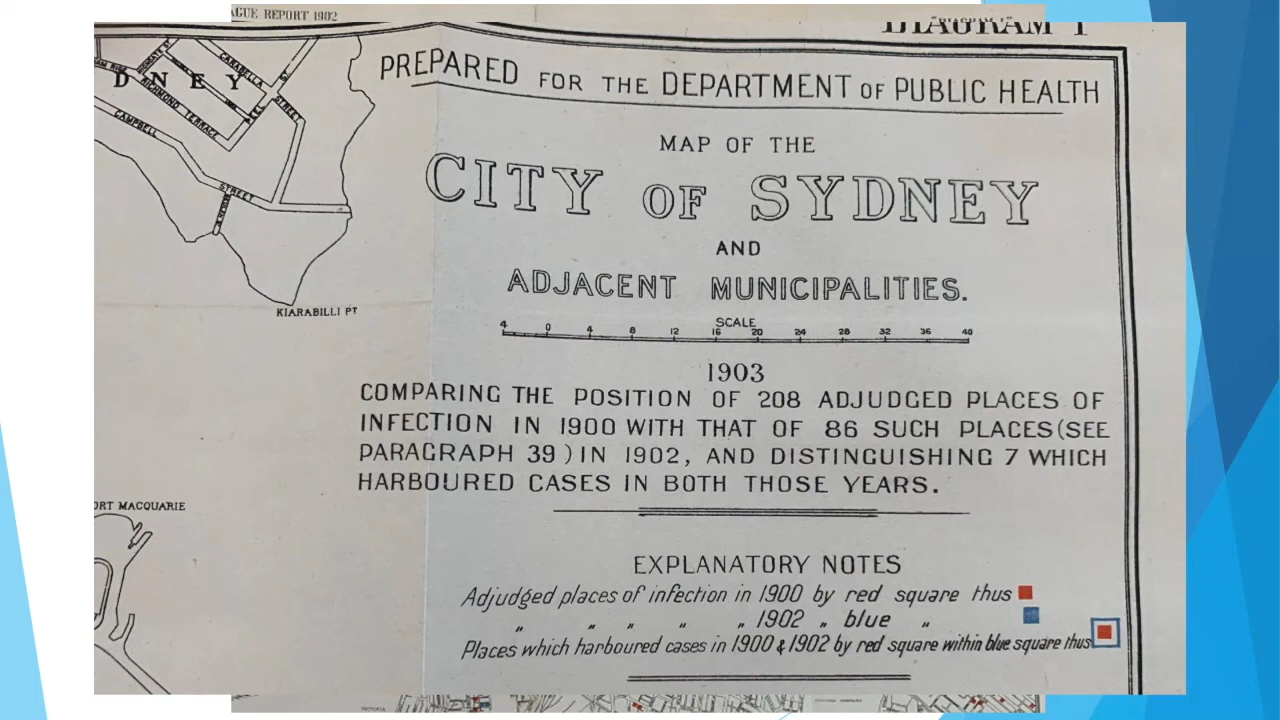 AGUE REPORT 1902
DIAGRAM 1
DNEY
CARABELLA ST
RICHMOND TERRACE
STREET
CAMPBELL
STREET
KIARABILLI PT
ORT MACQUARIE
PREPARED FOR THE DEPARTMENT OF PUBLIC HEALTH
MAP OF THE
CITY OF SYDNEY
AND
ADJACENT MUNICIPALITIES.
SCALE
4 0 4 8 12 16 20 24 28 32 36 40
1903
COMPARING THE POSITION OF 208 ADJUDGED PLACES OF
INFECTION IN 1900 WITH THAT OF 86 SUCH PLACES (SEE
PARAGRAPH 39) IN 1902, AND DISTINGUISHING 7 WHICH
HARBOURED CASES IN BOTH THOSE YEARS.
EXPLANATORY NOTES
Adjudged places of infection in 1900 by red square thus
" " " " " 1902 " blue "
Places which harboured cases in 1900 & 1902 by red square within blue square thus
VICTORIA